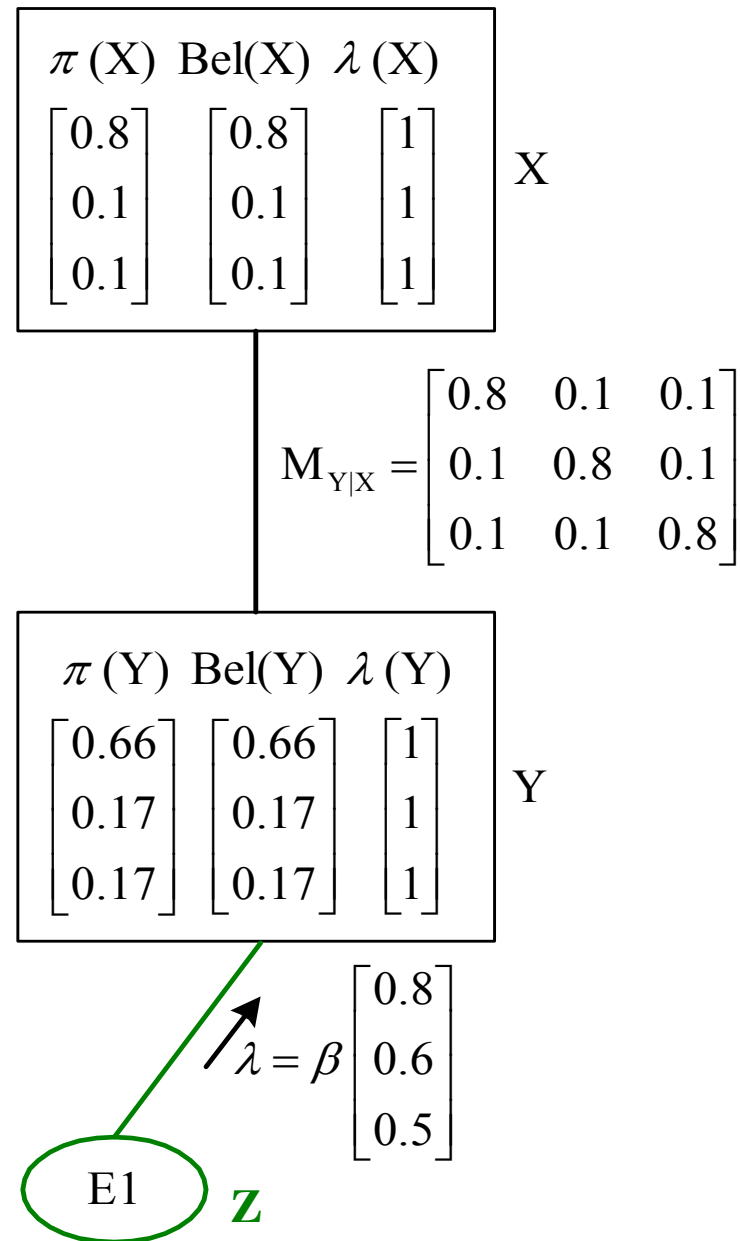 π (X) Bel(X) λ (X)
[0.8] [0.8] [1]
[0.1] [0.1] [1]
[0.1] [0.1] [1]
X
M_{Y|X} = [0.8 0.1 0.1]
[0.1 0.8 0.1]
[0.1 0.1 0.8]
π (Y) Bel(Y) λ (Y)
[0.66] [0.66] [1]
[0.17] [0.17] [1]
[0.17] [0.17] [1]
Y
λ = β [0.8]
[0.6]
[0.5]
E1
Z